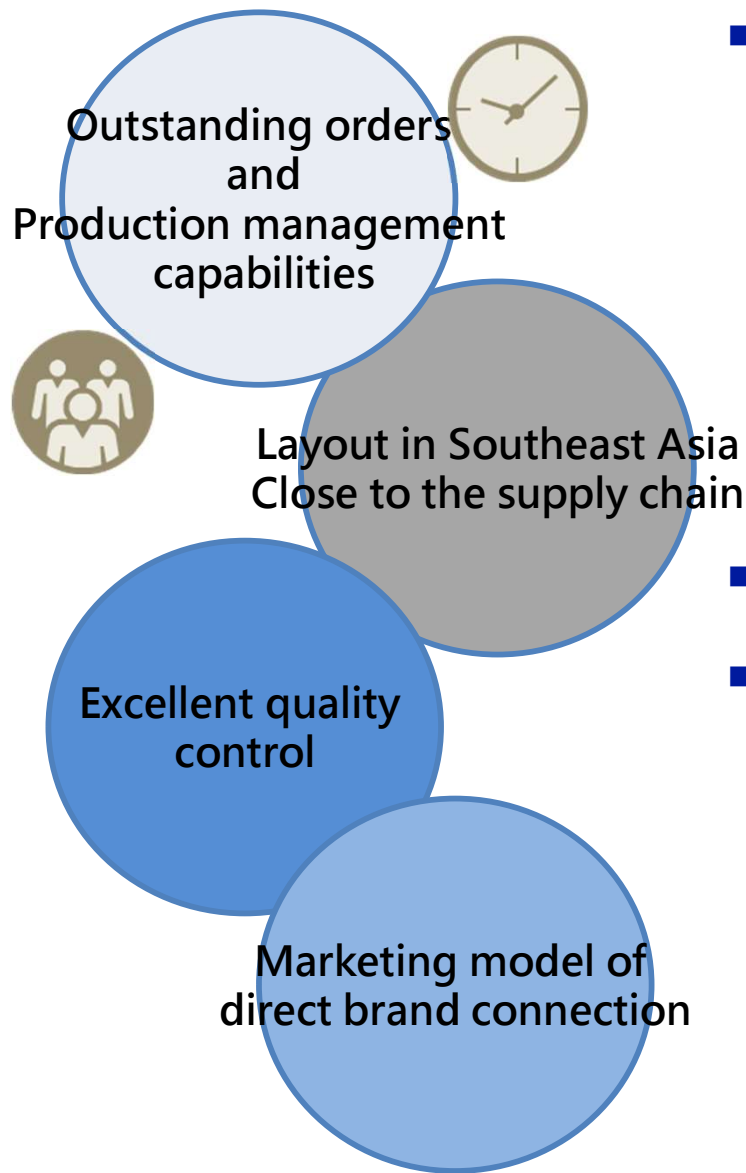 Outstanding orders
and
Production management
capabilities
Layout in Southeast Asia
Close to the supply chain
Excellent quality
control
Marketing model of
direct brand connection